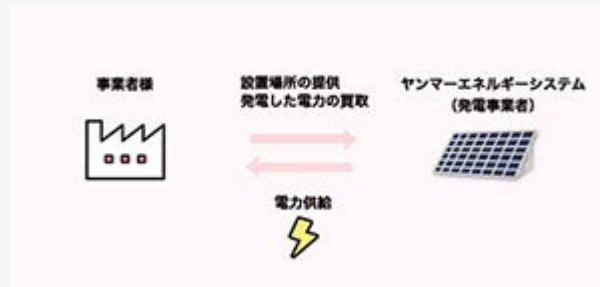 事業者様
設置場所の提供
発電した電力の買取
ヤンマーエネルギーシステム
（発電事業者）
電力供給